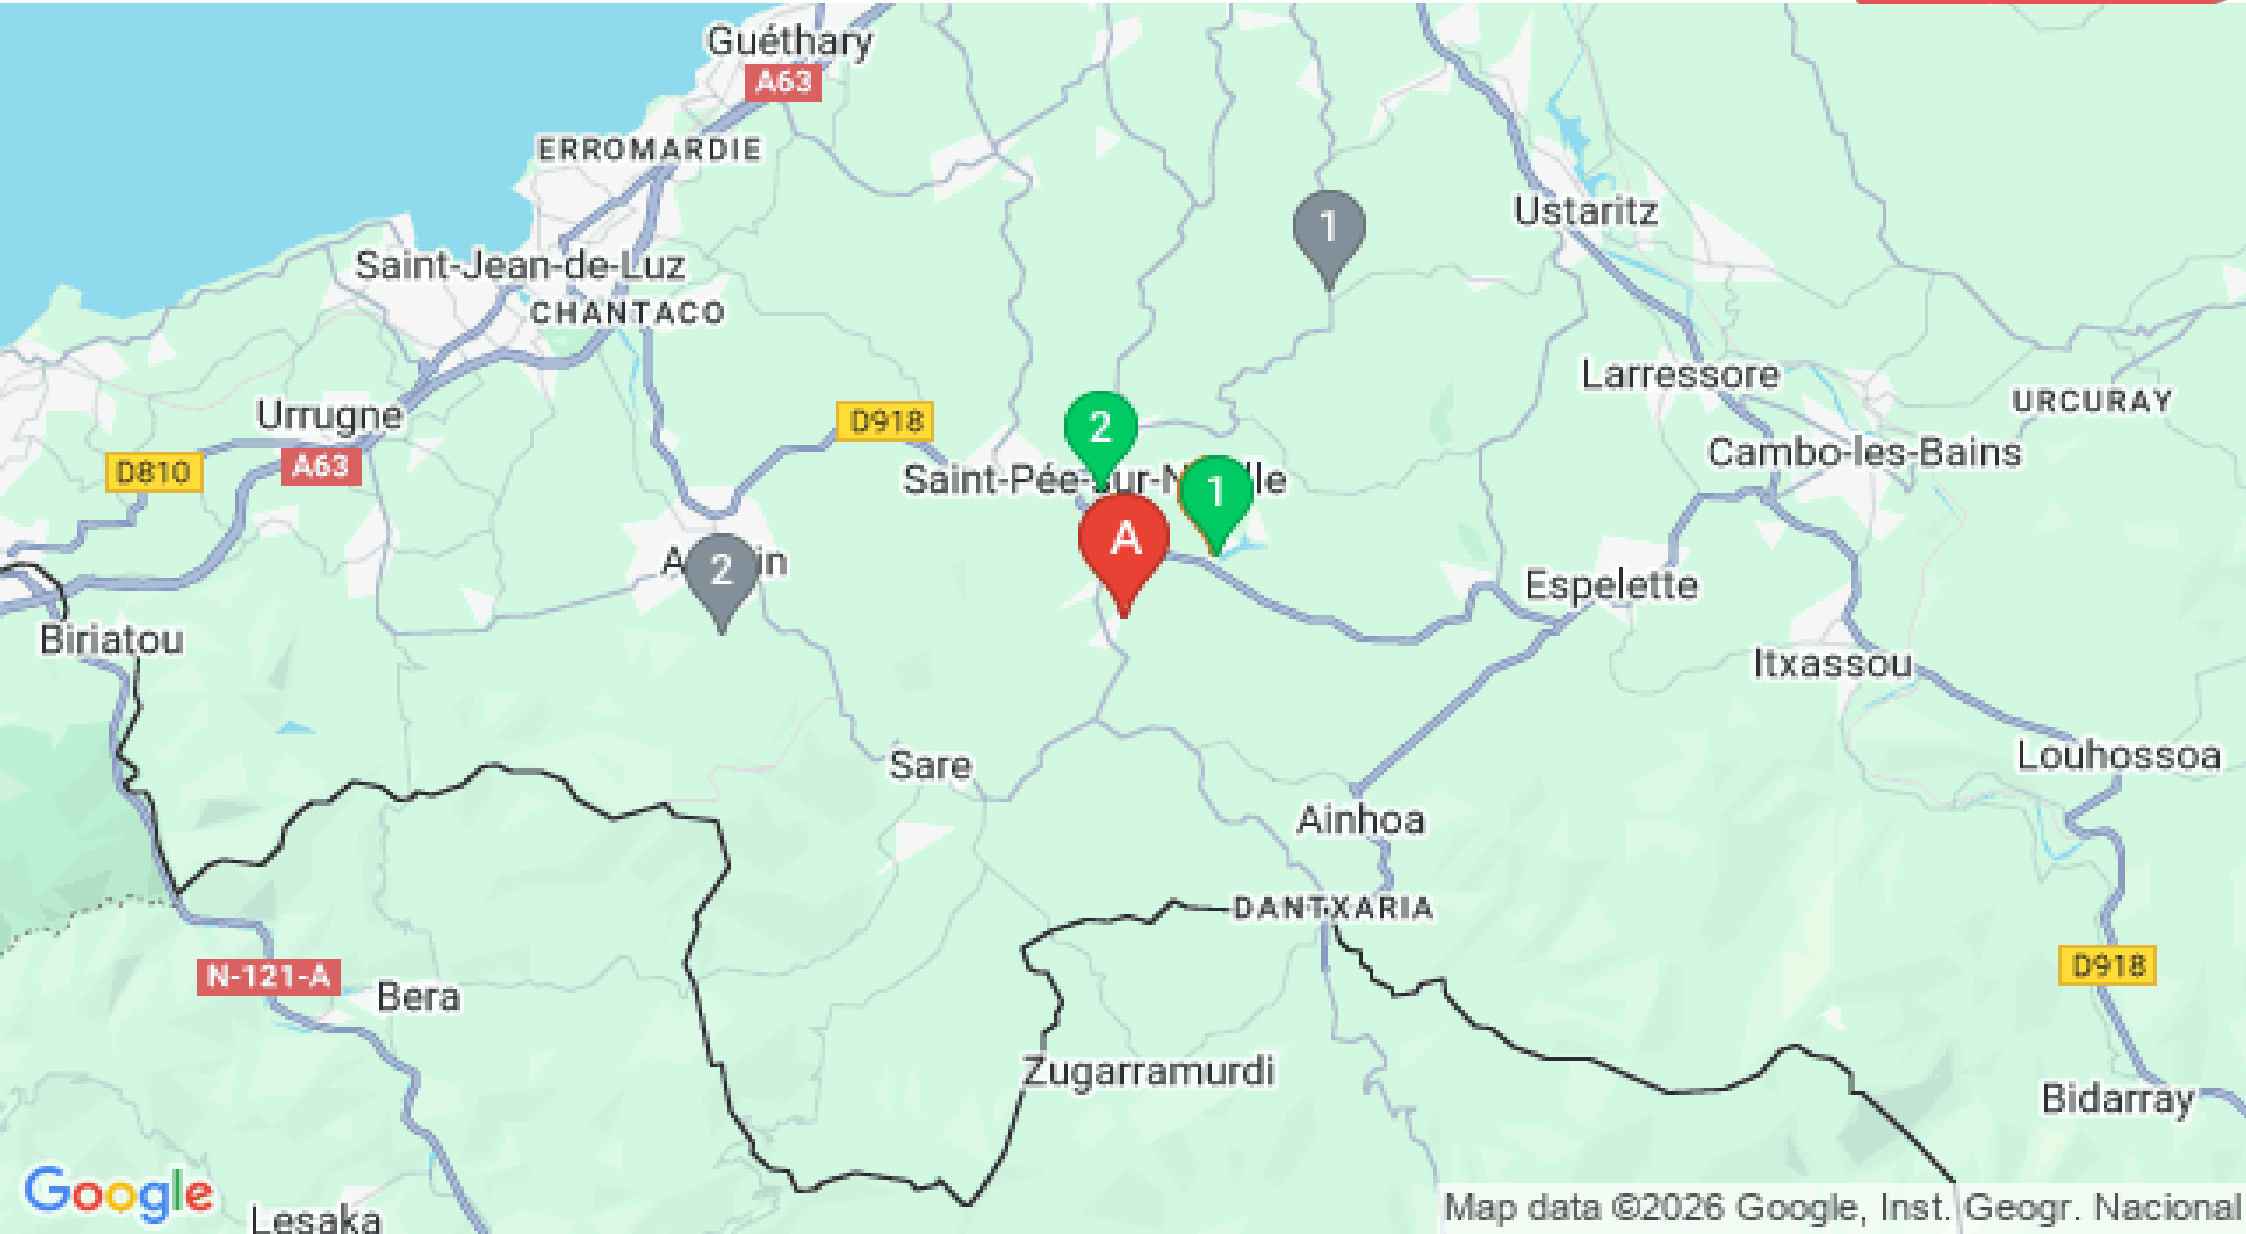 Guéthary
A63
ERROMARDIE
1
Ustaritz
Saint-Jean-de-Luz
CHANTACO
Larressore
URCURAY
Urrugne
D918
2
A63
D810
Cambo-les-Bains
1
A
2
Espelette
Biriatou
Itxassou
Sare
Louhossoa
Ainhoa
DANTXARIA
N-121-A
D918
Bera
Zugarramurdi
Bidarray
Google
Lesaka
Map data ©2026 Google, Inst. Geogr. Nacional